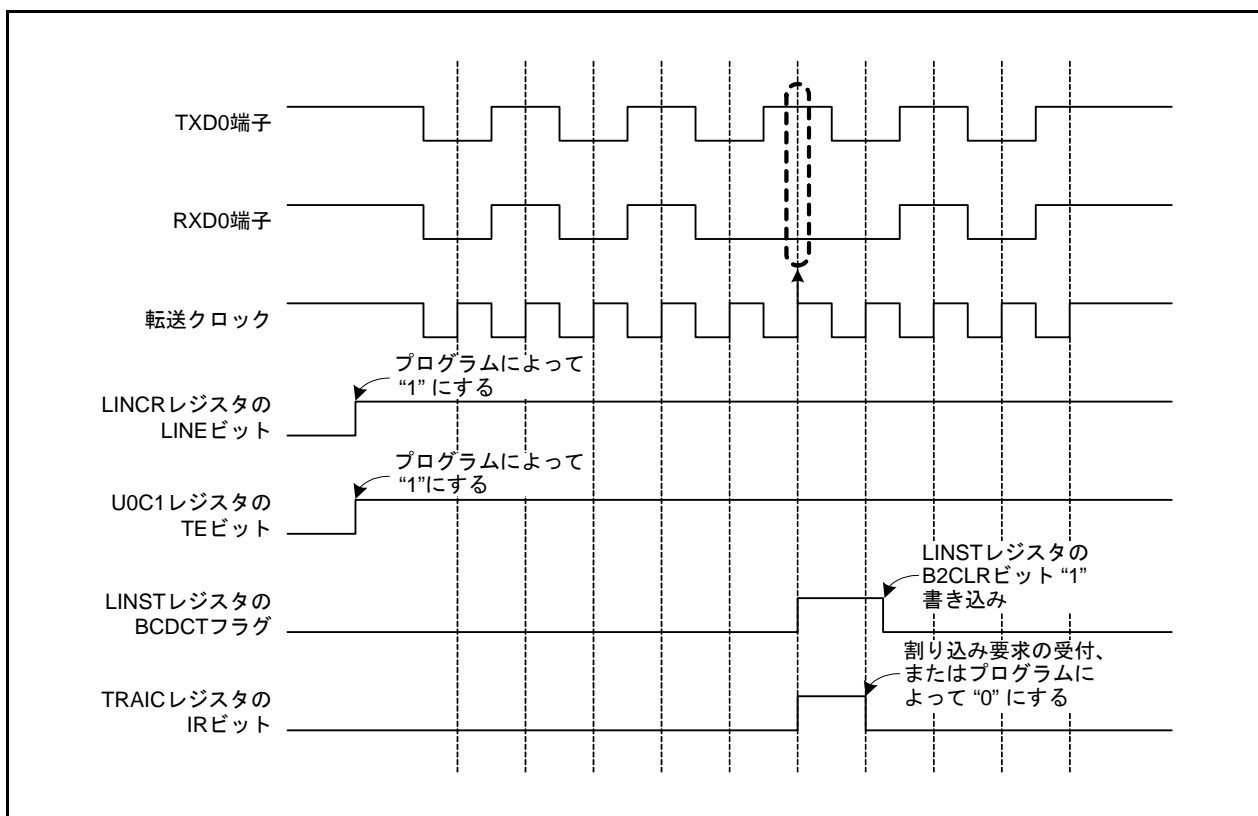 TXD0端子
RXD0端子
転送クロック
プログラムによって
“1” にする
LINCRレジスタの
LINEビット
プログラムによって
“1”にする
U0C1レジスタの
TEビット
LINSTレジスタの
B2CLRビット “1”
書き込み
LINSTレジスタの
BCDCTフラグ
割り込み要求の受付、
またはプログラムに
よって “0” にする
TRAICレジスタの
IRビット